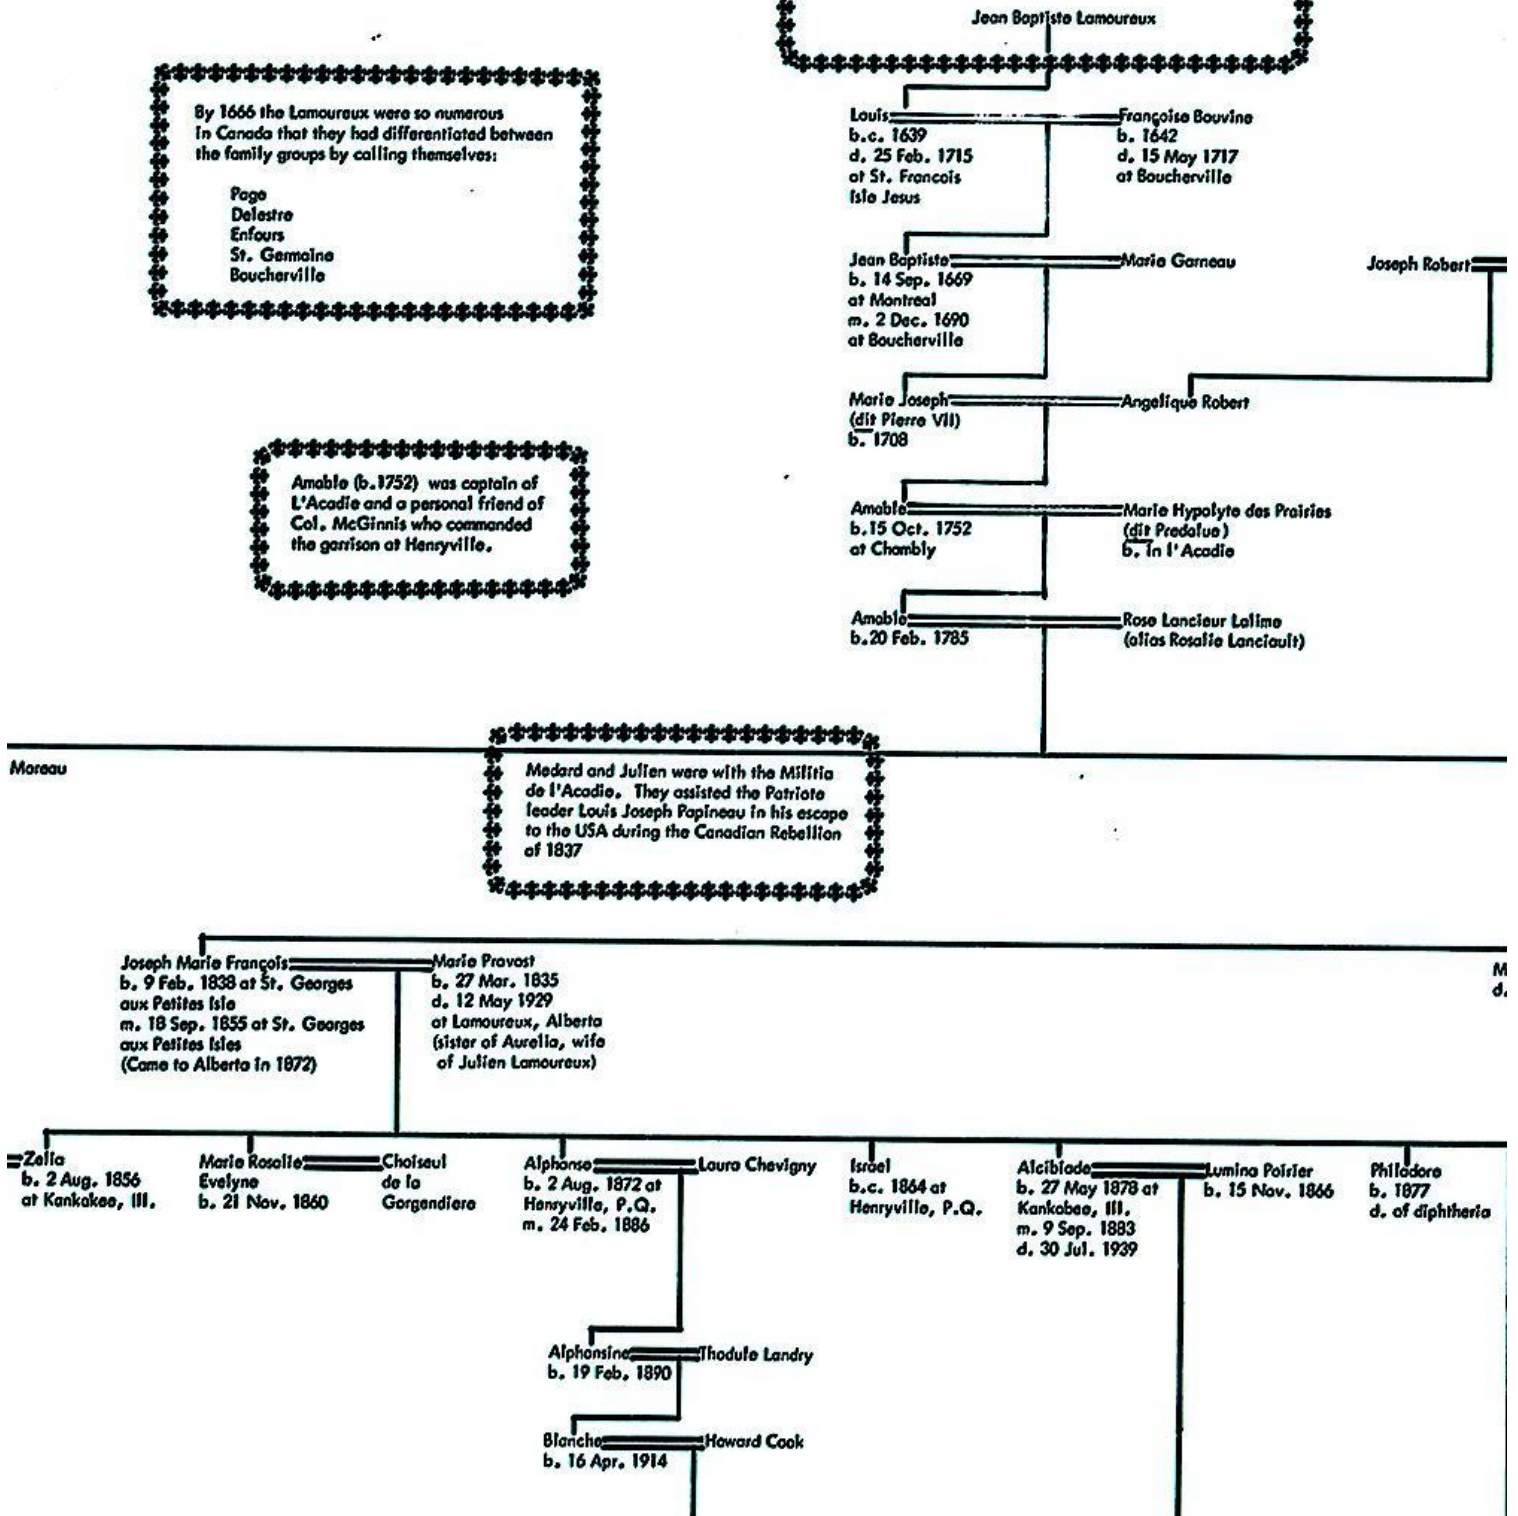 Jean Baptiste Lamoureux
By 1666 the Lamoureux were so numerous
in Canada that they had differentiated between
the family groups by calling themselves:
Page
Delestre
Enfours
St. Germaine
Boucherville
Louis
b.c. 1639
d. 25 Feb. 1715
at St. Francois
Isle Jesus
Françoise Bouvine
b. 1642
d. 15 May 1717
at Boucherville
Jean Baptiste
b. 14 Sep. 1669
at Montreal
m. 2 Dec. 1690
at Boucherville
Marie Garneau
Joseph Robert
Marie Joseph
(dit Pierre VII)
b. 1708
Angelique Robert
Amable (b.1752) was captain of
L'Acadie and a personal friend of
Col. McGinnis who commanded
the garrison at Henryville.
Amable
b.15 Oct. 1752
at Chambly
Marie Hypolyte des Prairies
(dit Predalue)
b. in l'Acadie
Amable
b.20 Feb. 1785
Rose Lancieur Lalime
(alias Rosalie Lanciault)
Moreau
Medard and Julien were with the Militia
de l'Acadie. They assisted the Patriote
leader Louis Joseph Papineau in his escape
to the USA during the Canadian Rebellion
of 1837
Joseph Marie François
b. 9 Feb. 1838 at St. Georges
aux Petites Isle
m. 18 Sep. 1855 at St. Georges
aux Petites Isles
(Came to Alberta in 1872)
Marie Provost
b. 27 Mar. 1835
d. 12 May 1929
at Lamoureux, Alberta
(sister of Aurelia, wife
of Julien Lamoureux)
M
d.
Zelia
b. 2 Aug. 1856
at Kankakee, Ill.
Marie Rosalie
Evelyne
b. 21 Nov. 1860
Choiseul
de la
Gorgendiere
Alphonse
b. 2 Aug. 1872 at
Henryville, P.Q.
m. 24 Feb. 1886
Laura Chevigny
Israel
b.c. 1864 at
Henryville, P.Q.
Alcibiade
b. 27 May 1878 at
Kankabee, Ill.
m. 9 Sep. 1883
d. 30 Jul. 1939
Lumina Poirier
b. 15 Nov. 1866
Philadore
b. 1877
d. of diphtheria
Alphonsine
b. 19 Feb. 1890
Thodule Landry
Blanche
b. 16 Apr. 1914
Howard Cook